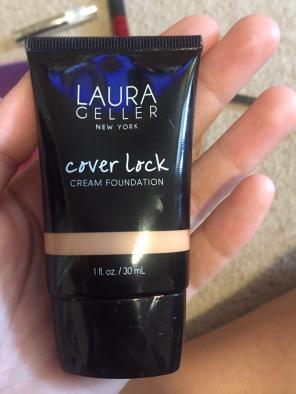 LAURA
GELLER
NEW YORK
cover lock
CREAM FOUNDATION
1 fl. oz. / 30 mL